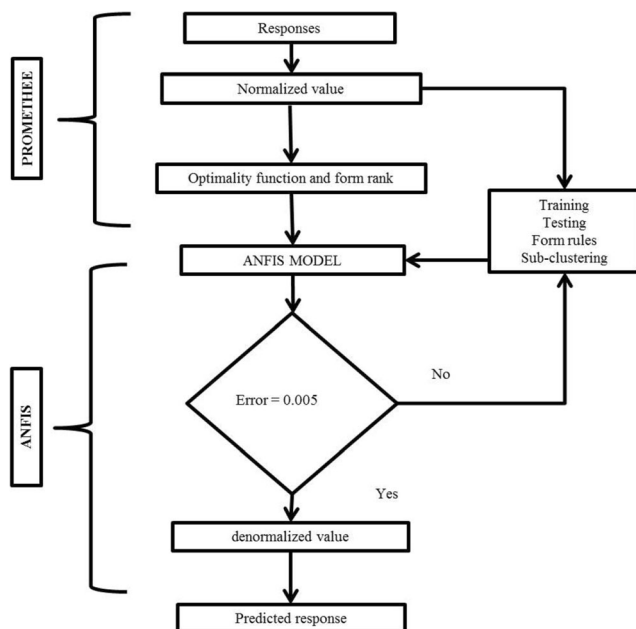 Responses
PROMETHEE
Normalized value
Optimality function and form rank
Training
Testing
Form rules
Sub-clustering
ANFIS MODEL
ANFIS
Error = 0.005
No
Yes
denormalized value
Predicted response